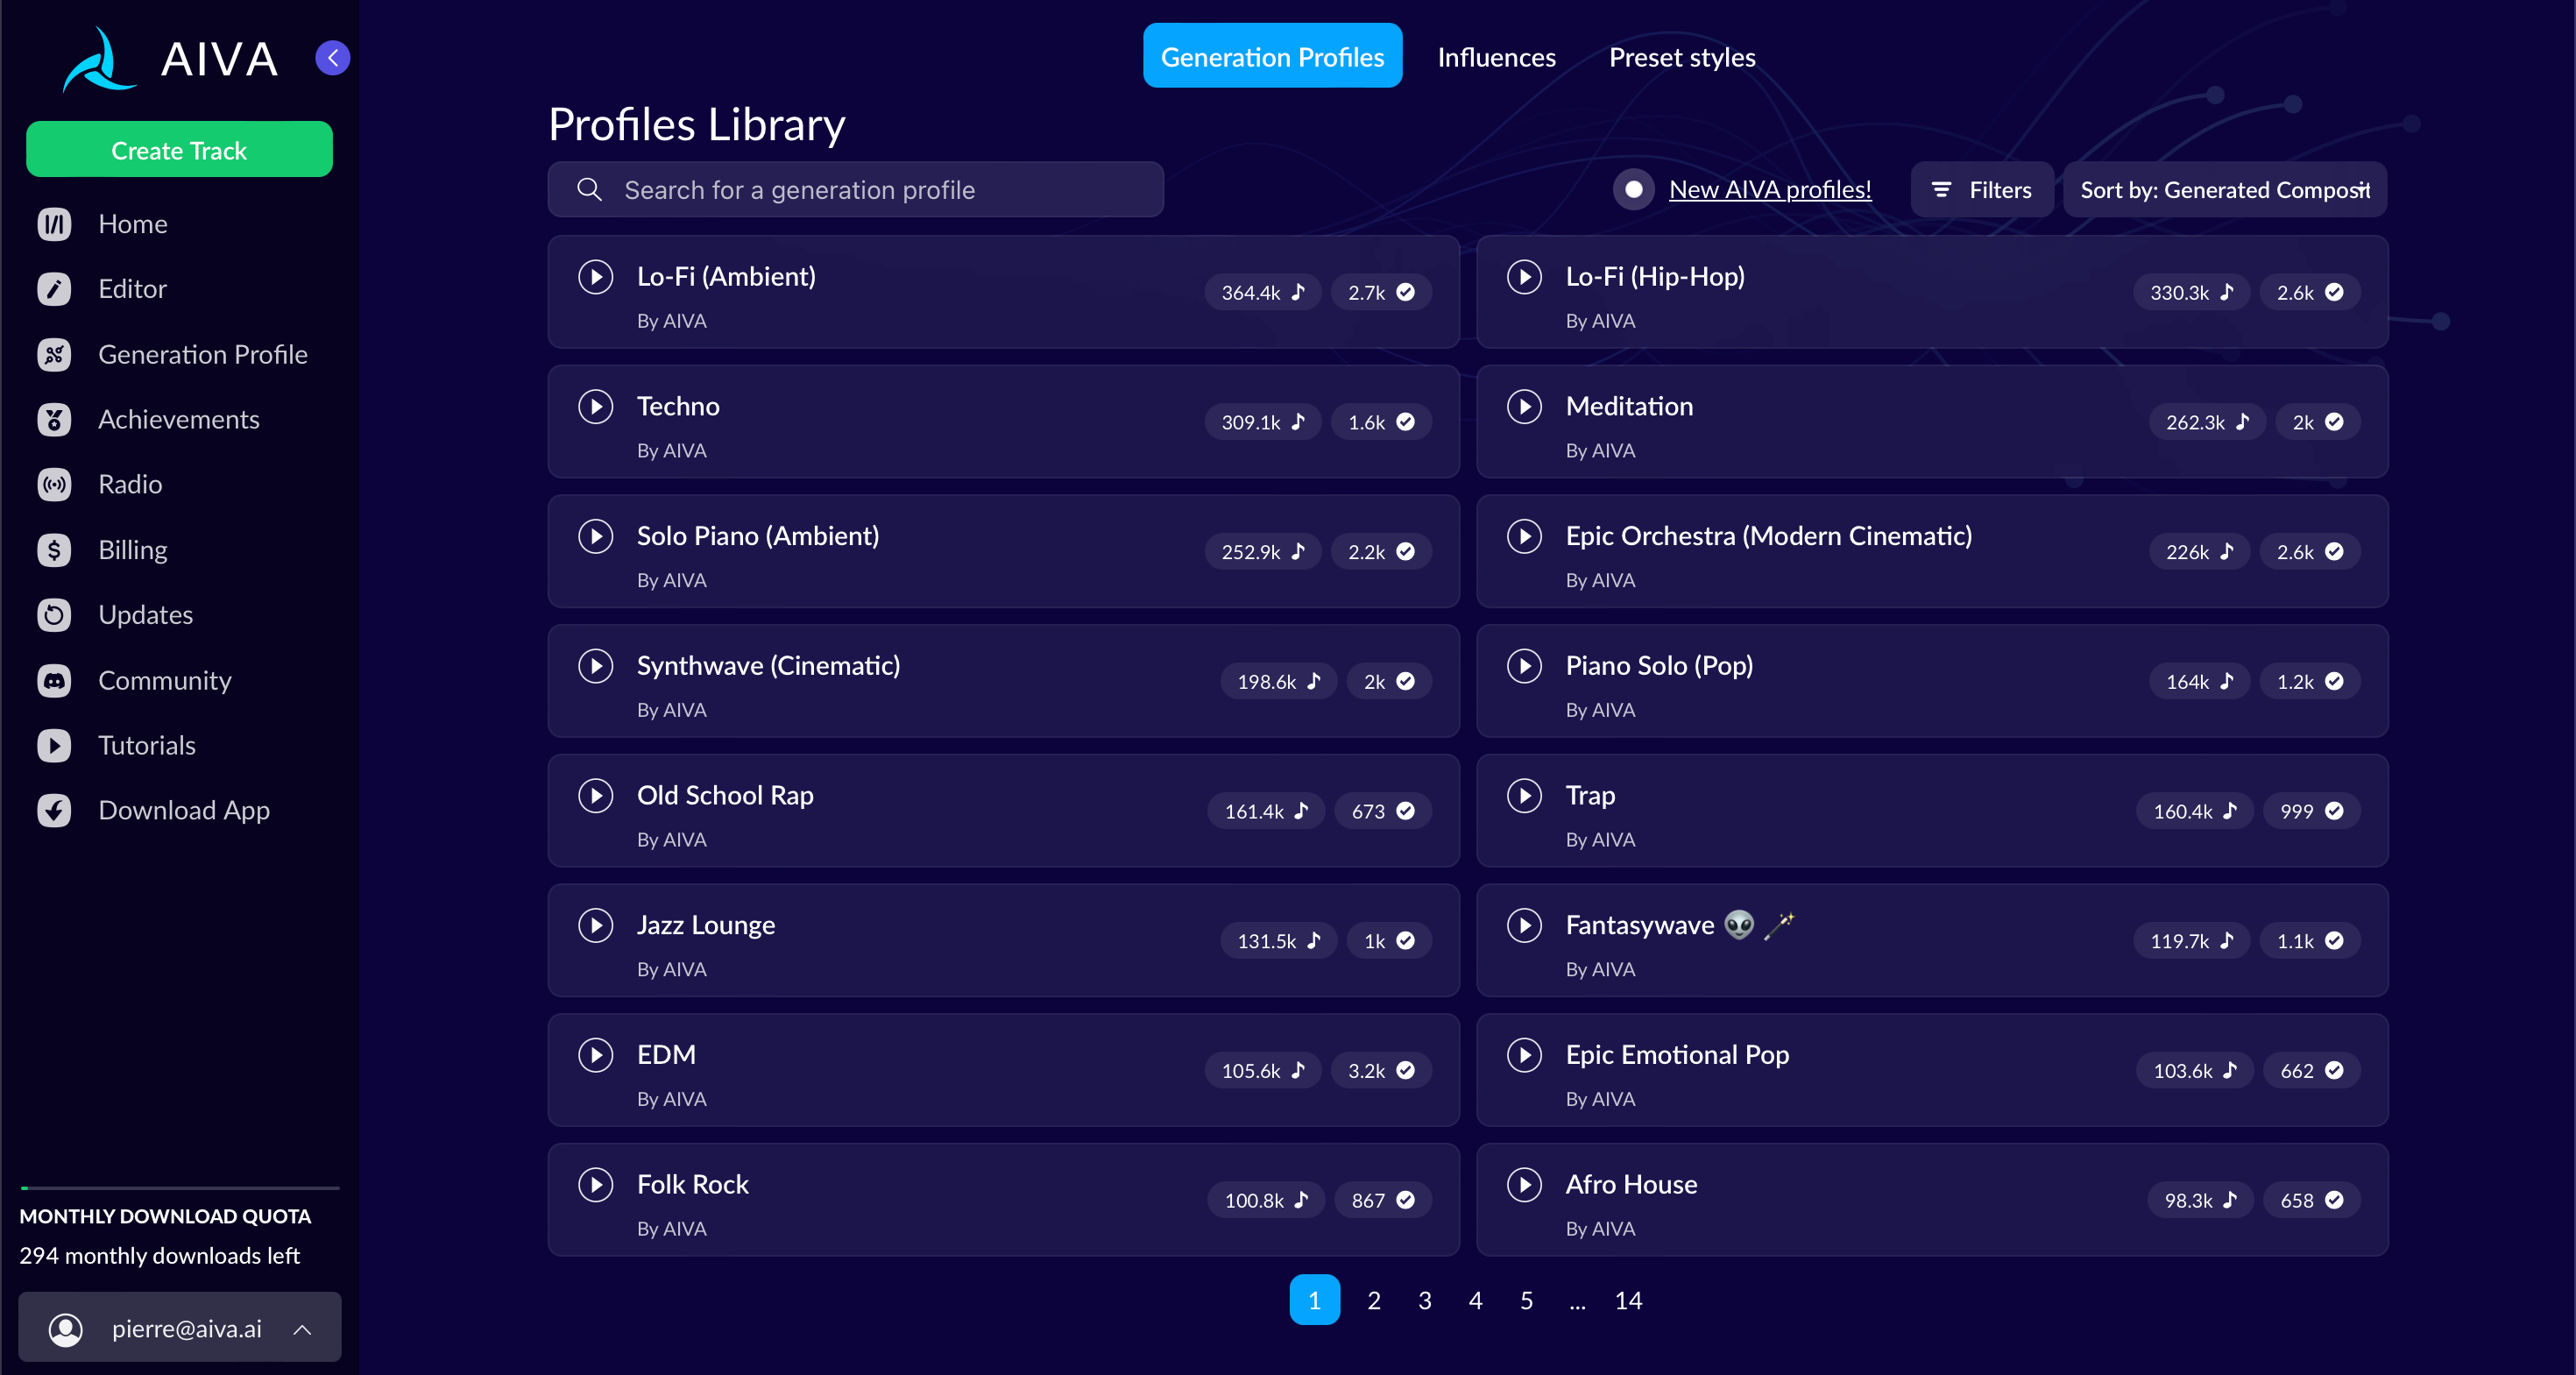 AIVA
Create Track
Home
Editor
Generation Profile
Achievements
Radio
Billing
Updates
Community
Tutorials
Download App
MONTHLY DOWNLOAD QUOTA
294 monthly downloads left
pierre@aiva.ai
Generation Profiles Influences Preset styles
Profiles Library
Search for a generation profile
New AIVA profiles!
Filters
Sort by: Generated Composit
Lo-Fi (Ambient)
By AIVA
364.4k 2.7k
Lo-Fi (Hip-Hop)
By AIVA
330.3k 2.6k
Techno
By AIVA
309.1k 1.6k
Meditation
By AIVA
262.3k 2k
Solo Piano (Ambient)
By AIVA
252.9k 2.2k
Epic Orchestra (Modern Cinematic)
By AIVA
226k 2.6k
Synthwave (Cinematic)
By AIVA
198.6k 2k
Piano Solo (Pop)
By AIVA
164k 1.2k
Old School Rap
By AIVA
161.4k 673
Trap
By AIVA
160.4k 999
Jazz Lounge
By AIVA
131.5k 1k
Fantasywave 👽 🪄
By AIVA
119.7k 1.1k
EDM
By AIVA
105.6k 3.2k
Epic Emotional Pop
By AIVA
103.6k 662
Folk Rock
By AIVA
100.8k 867
Afro House
By AIVA
98.3k 658
1 2 3 4 5 ... 14